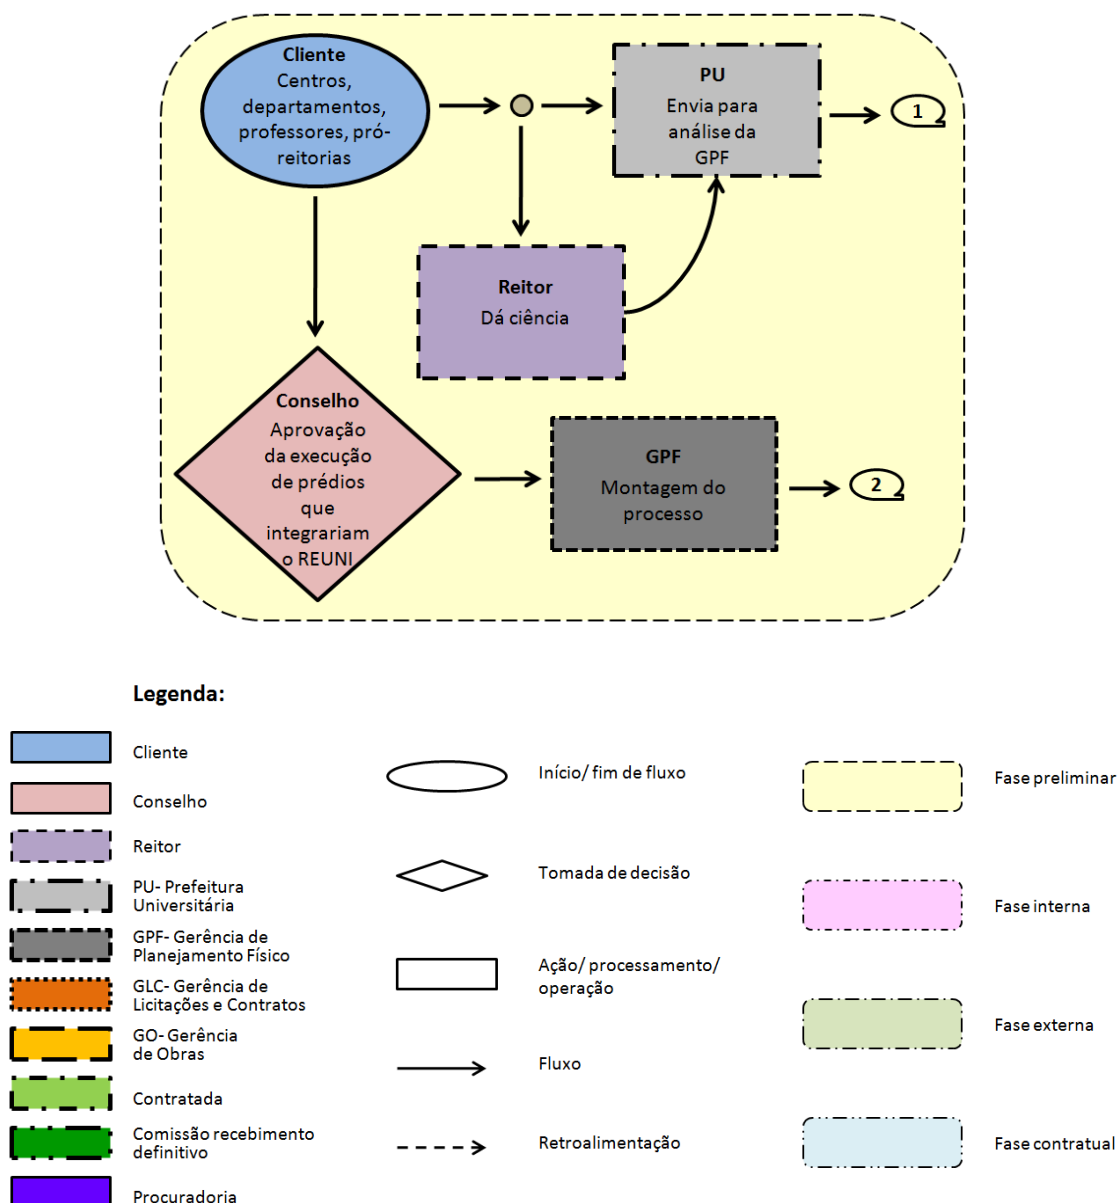 Cliente
Centros,
departamentos,
professores, pró-
reitorias
PU
Envia para
análise da
GPF
1
Reitor
Dá ciência
Conselho
Aprovação
da execução
de prédios
que
integrariam
o REUNI
GPF
Montagem do
processo
2
Legenda:
Cliente
Conselho
Reitor
PU- Prefeitura
Universitária
GPF- Gerência de
Planejamento Físico
GLC- Gerência de
Licitações e Contratos
GO- Gerência
de Obras
Contratada
Comissão recebimento
definitivo
Procuradoria
Início/ fim de fluxo
Tomada de decisão
Ação/ processamento/
operação
Fluxo
Retroalimentação
Fase preliminar
Fase interna
Fase externa
Fase contratual